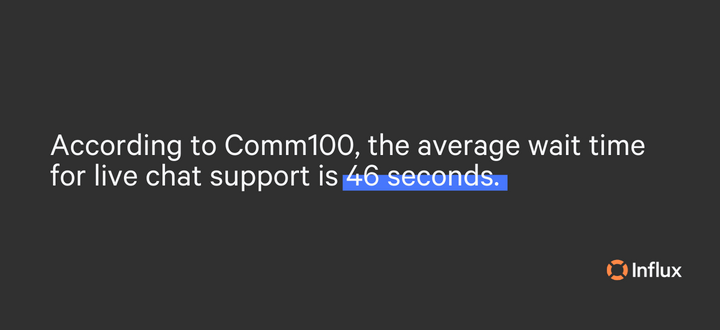 According to Comm100, the average wait time
for live chat support is 46 seconds.
Influx